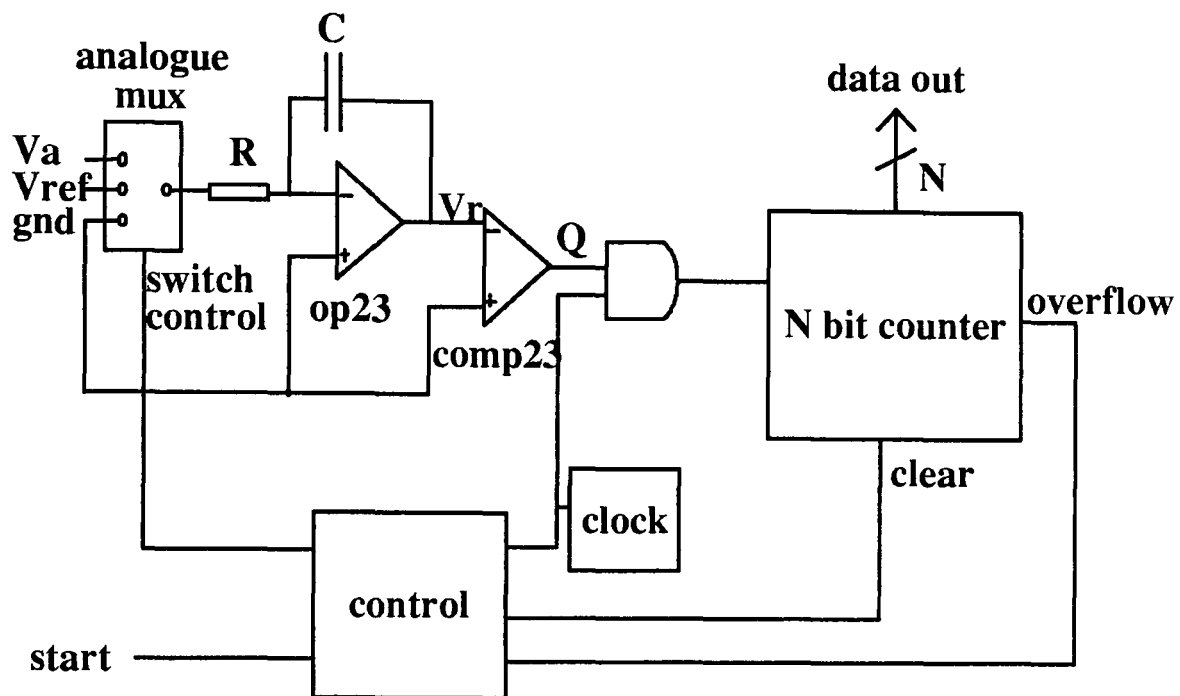 C
analogue
mux
data out
Va
Vref
gnd
R
N
−
+
Vr
−
+
Q
switch
control
op23
comp23
N bit counter
overflow
clear
clock
control
start